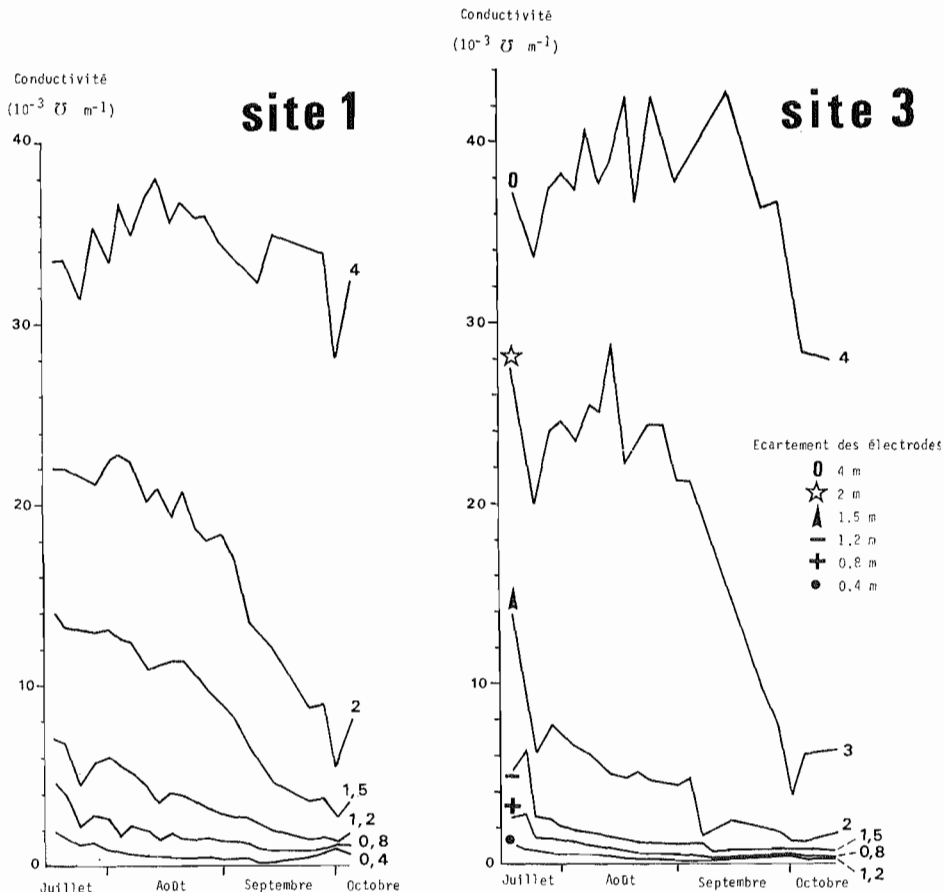 Conductivité
(10⁻³ ℧ m⁻¹)
site 1
40
30
20
10
0
4
2
1,5
1,2
0,8
0,4
Juillet
Août
Septembre
Octobre
Conductivité
(10⁻³ ℧ m⁻¹)
site 3
40
30
20
10
0
4
3
2
1,5
0,8
1,2
Ecartement des électrodes
4 m
2 m
1.5 m
1.2 m
0.8 m
0.4 m
Juillet
Août
Septembre
Octobre